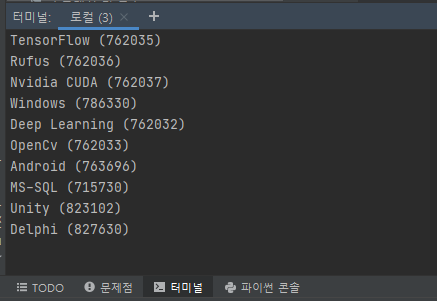 터미널: 로컬 (3) × +
TensorFlow (762035)
Rufus (762036)
Nvidia CUDA (762037)
Windows (786330)
Deep Learning (762032)
OpenCv (762033)
Android (763696)
MS-SQL (715730)
Unity (823102)
Delphi (827630)
TODO 문제점 터미널 파이썬 콘솔